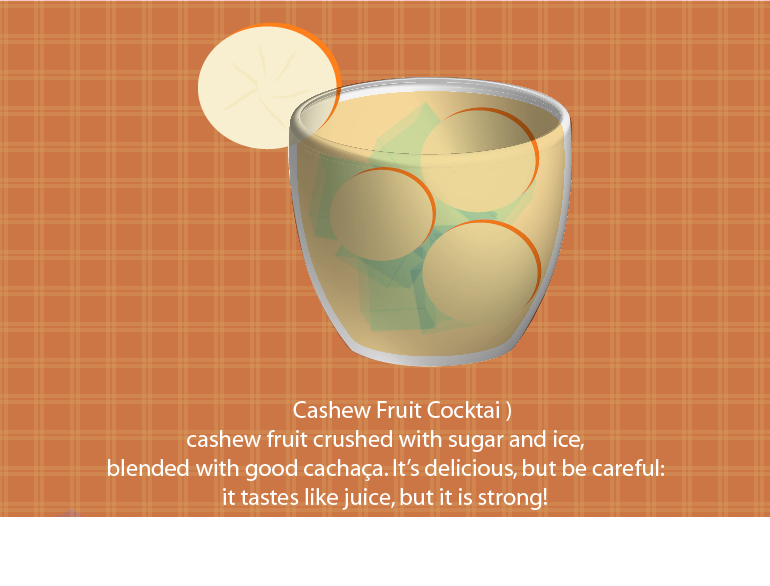 Cashew Fruit Cocktai )
cashew fruit crushed with sugar and ice,
blended with good cachaça. It’s delicious, but be careful:
it tastes like juice, but it is strong!